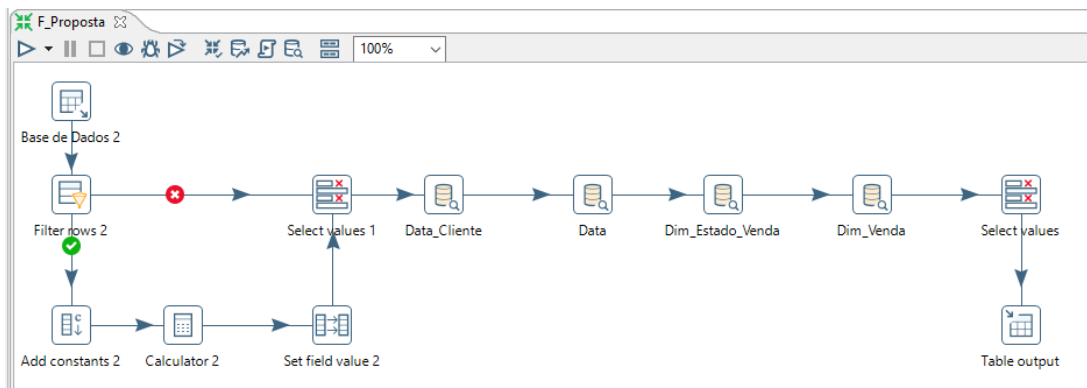 F_Proposta
100%
Base de Dados 2
Filter rows 2
Select values 1
Data_Cliente
Data
Dim_Estado_Venda
Dim_Venda
Select values
Add constants 2
Calculator 2
Set field value 2
Table output